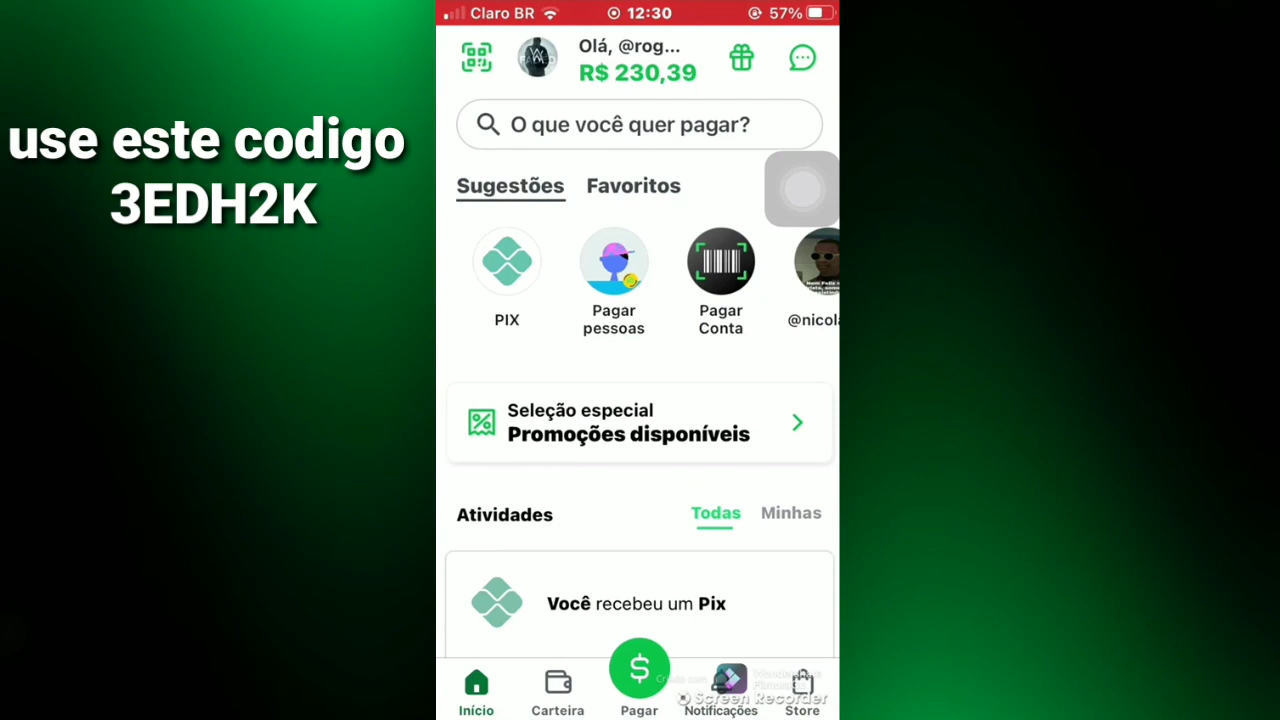 use este codigo
3EDH2K
Claro BR
12:30
57%
Olá, @rog...
R$ 230,39
O que você quer pagar?
Sugestões Favoritos
PIX
Pagar
pessoas
Pagar
Conta
@nicola
Seleção especial
Promoções disponíveis
Atividades
Todas Minhas
Você recebeu um Pix
Início
Carteira
Pagar
Notificações
Store
Screen Recorder